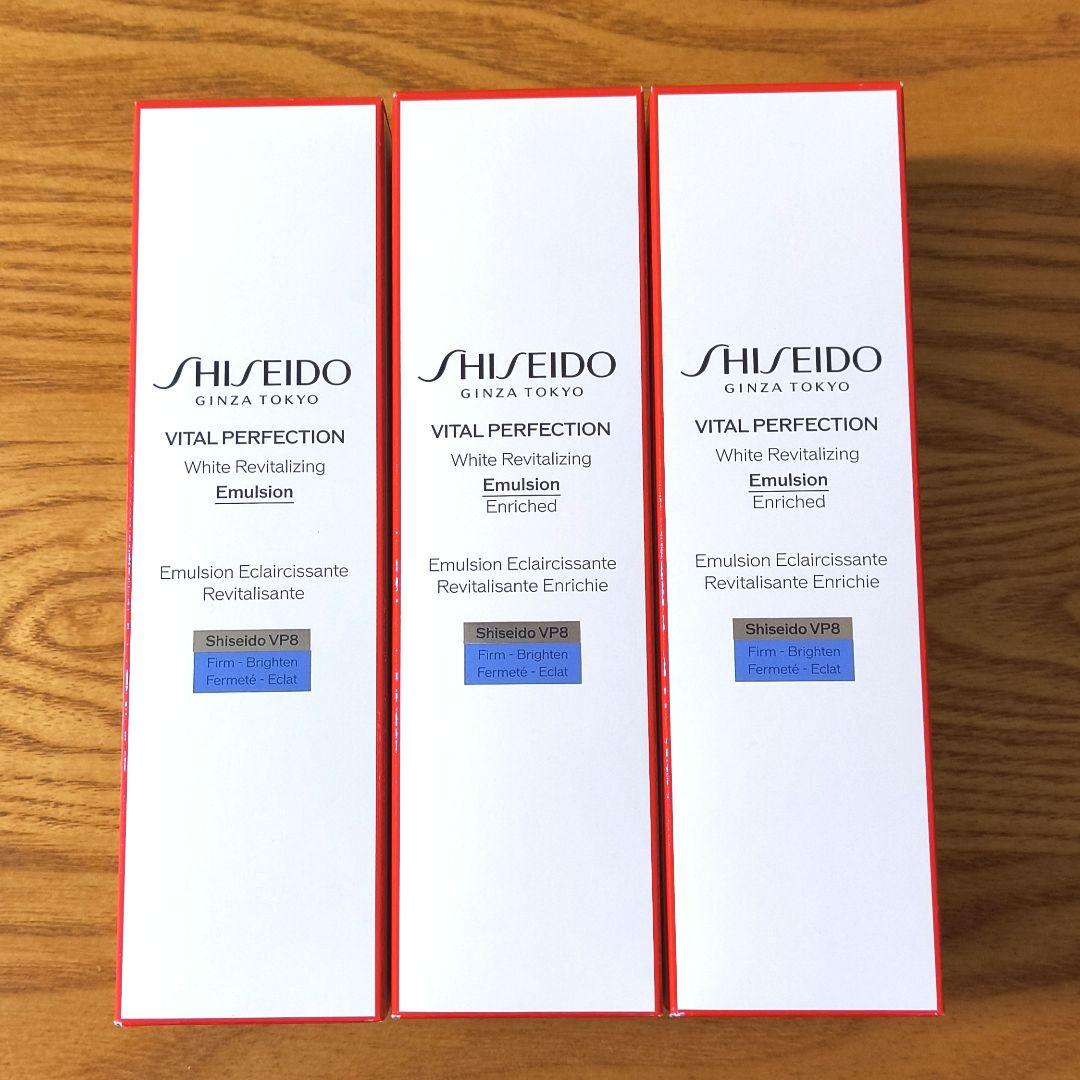 SHISEIDO
GINZA TOKYO
VITAL PERFECTION
White Revitalizing
Emulsion
Emulsion Eclaircissante
Revitalisante
Shiseido VP8
Firm - Brighten
Fermeté - Eclat
SHISEIDO
GINZA TOKYO
VITAL PERFECTION
White Revitalizing
Emulsion
Enriched
Emulsion Eclaircissante
Revitalisante Enrichie
Shiseido VP8
Firm - Brighten
Fermeté - Eclat
SHISEIDO
GINZA TOKYO
VITAL PERFECTION
White Revitalizing
Emulsion
Enriched
Emulsion Eclaircissante
Revitalisante Enrichie
Shiseido VP8
Firm - Brighten
Fermeté - Eclat